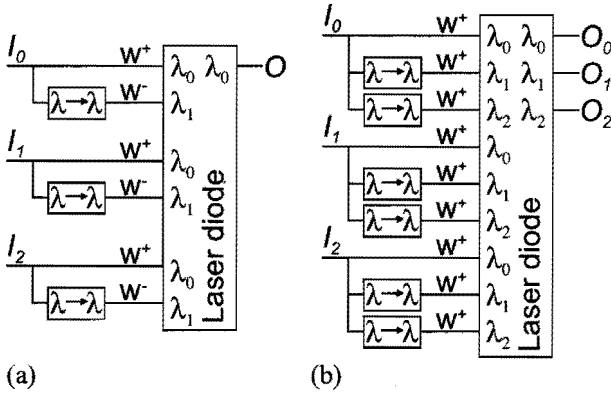 I₀ W⁺ λ₀ λ₀ O
λ→λ W⁻ λ₁
I₁ W⁺ λ₀
λ→λ W⁻ λ₁
I₂ W⁺ λ₀
λ→λ W⁻ λ₁
Laser diode
(a)
I₀ W⁺ λ₀ λ₀ O₀
λ→λ W⁺ λ₁ λ₁ O₁
λ→λ W⁺ λ₂ λ₂ O₂
I₁ W⁺ λ₀
λ→λ W⁺ λ₁
λ→λ W⁺ λ₂
I₂ W⁺ λ₀
λ→λ W⁺ λ₁
λ→λ W⁺ λ₂
Laser diode
(b)